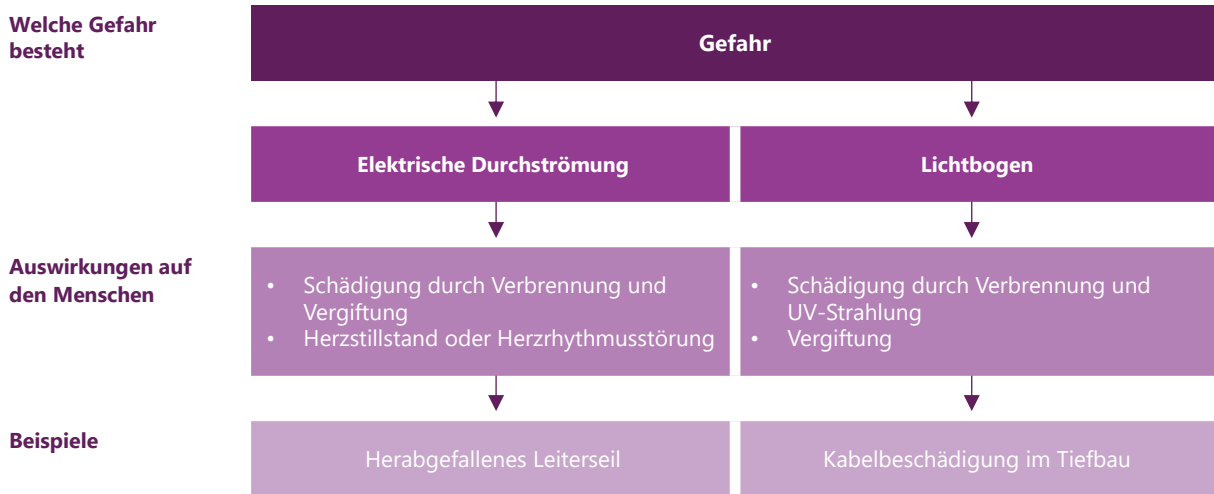 Welche Gefahr
besteht
Gefahr
Elektrische Durchströmung
Lichtbogen
Auswirkungen auf
den Menschen
• Schädigung durch Verbrennung und
Vergiftung
• Herzstillstand oder Herzrhythmusstörung
• Schädigung durch Verbrennung und
UV-Strahlung
• Vergiftung
Beispiele
Herabgefallenes Leiterseil
Kabelbeschädigung im Tiefbau